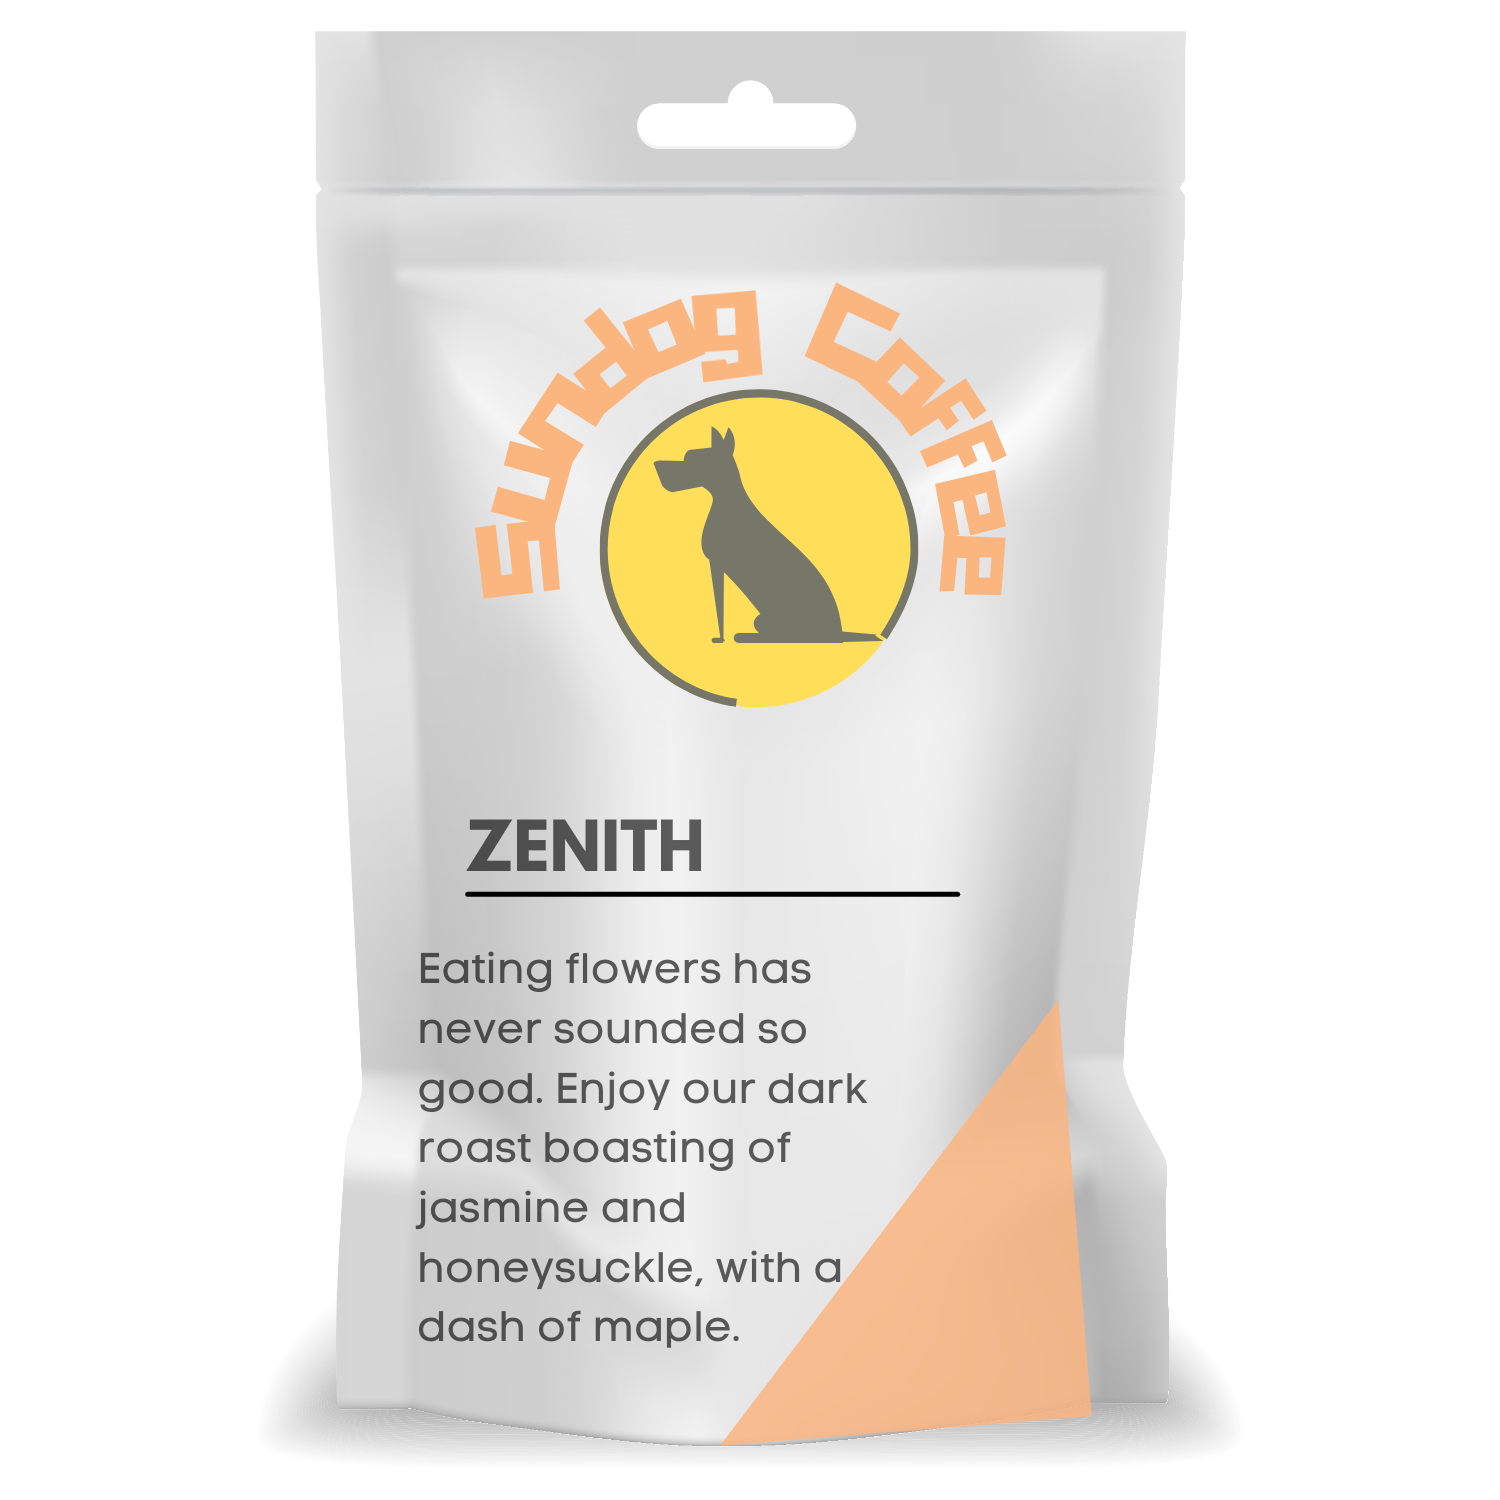 Sundog Coffee
ZENITH
Eating flowers has
never sounded so
good. Enjoy our dark
roast boasting of
jasmine and
honeysuckle, with a
dash of maple.